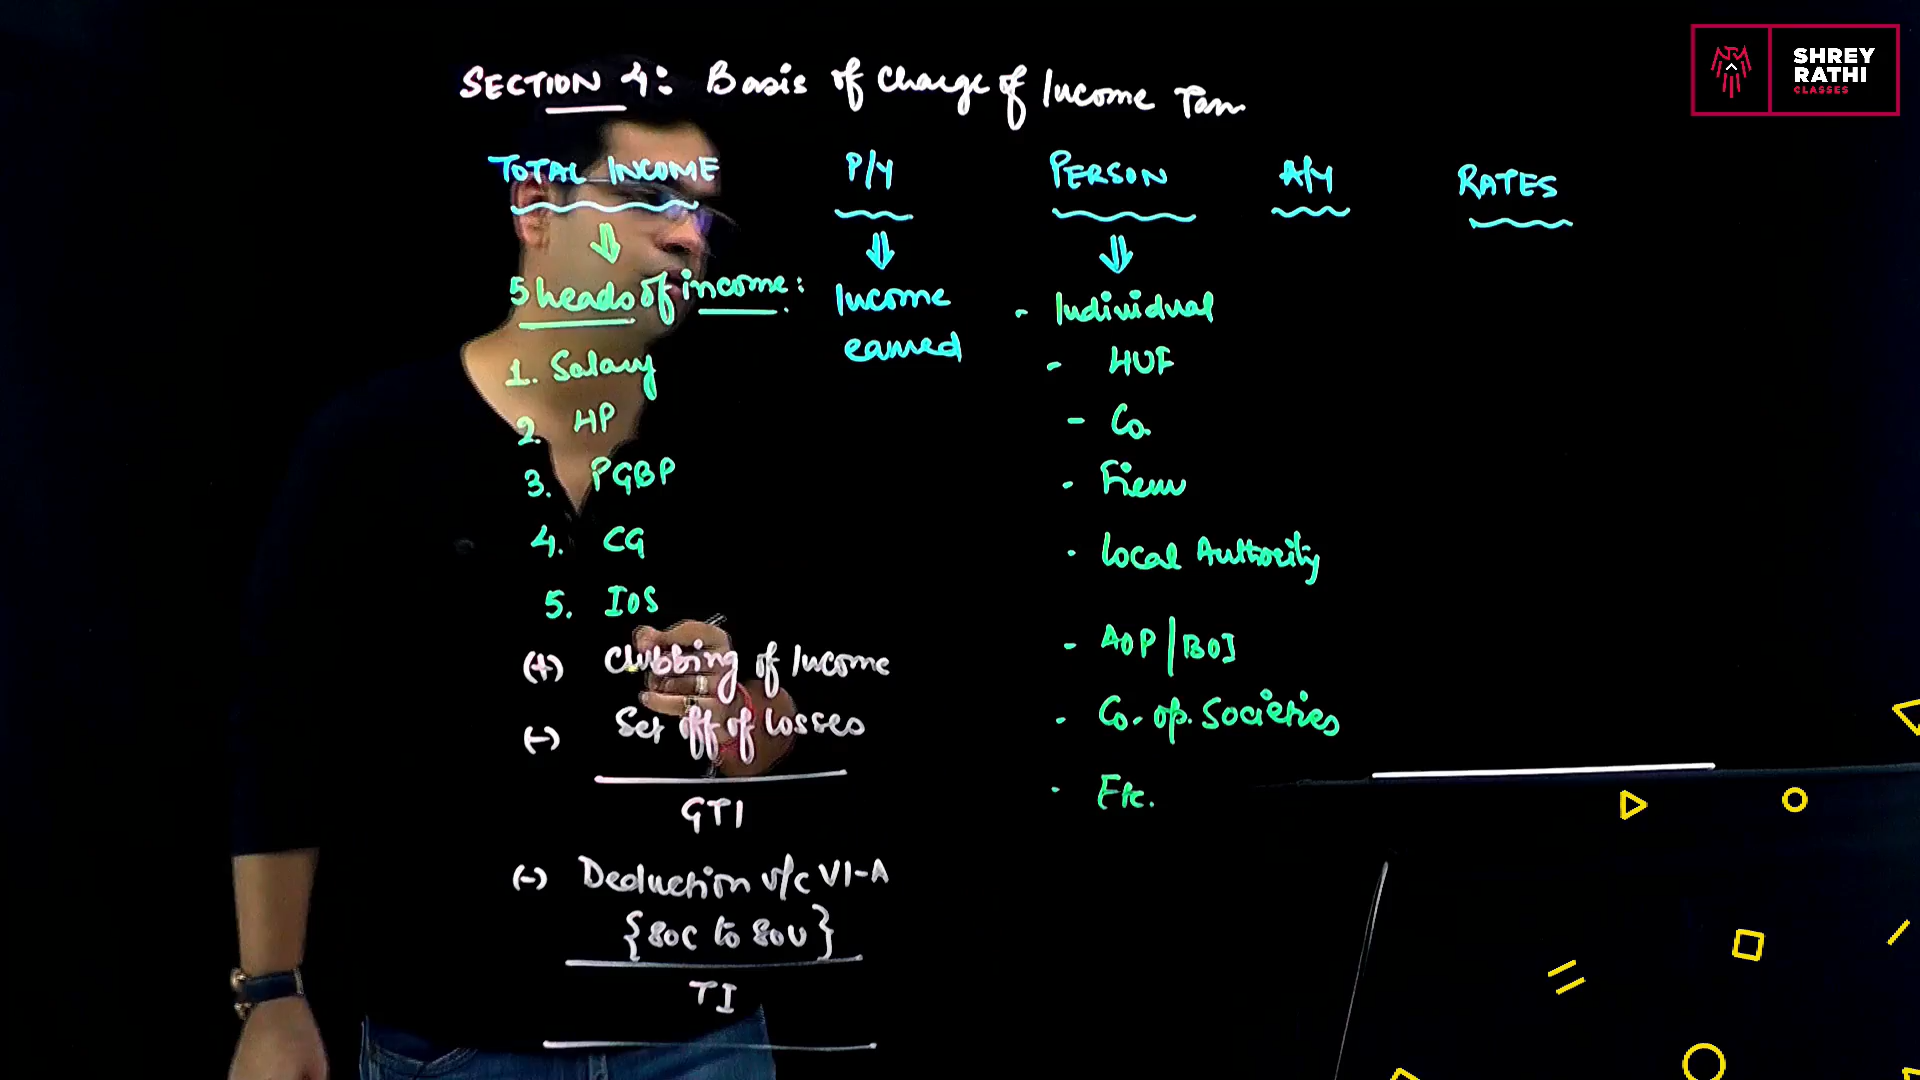 SECTION 4: Basis of Charge of Income Tax
TOTAL INCOME
P/Y
PERSON
A/Y
RATES
5 heads of income:
1. Salary
2. HP
3. PGBP
4. CG
5. IOS
(+) Clubbing of Income
(-) Set off of losses
GTI
(-) Deduction u/c VI-A
{80C to 80U}
TI
Income
earned
- Individual
- HUF
- Co.
- Firm
- Local Authority
- AOP/BOI
- Co-op. Societies
- Etc.
SHREY
RATHI
CLASSES